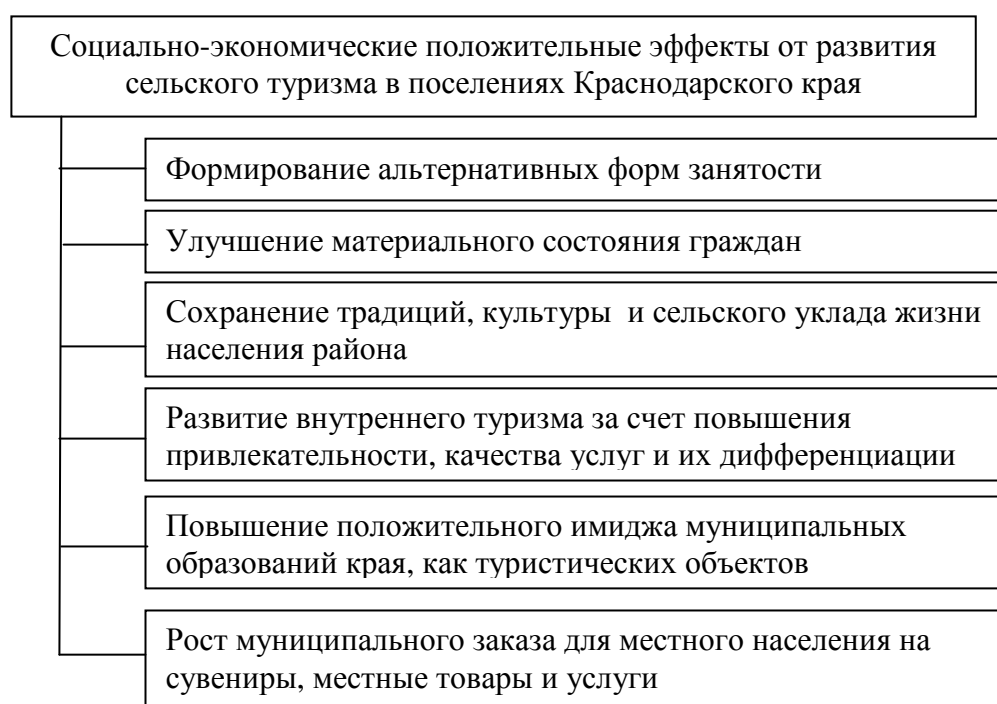 Социально-экономические положительные эффекты от развития
сельского туризма в поселениях Краснодарского края
Формирование альтернативных форм занятости
Улучшение материального состояния граждан
Сохранение традиций, культуры и сельского уклада жизни
населения района
Развитие внутреннего туризма за счет повышения
привлекательности, качества услуг и их дифференциации
Повышение положительного имиджа муниципальных
образований края, как туристических объектов
Рост муниципального заказа для местного населения на
сувениры, местные товары и услуги